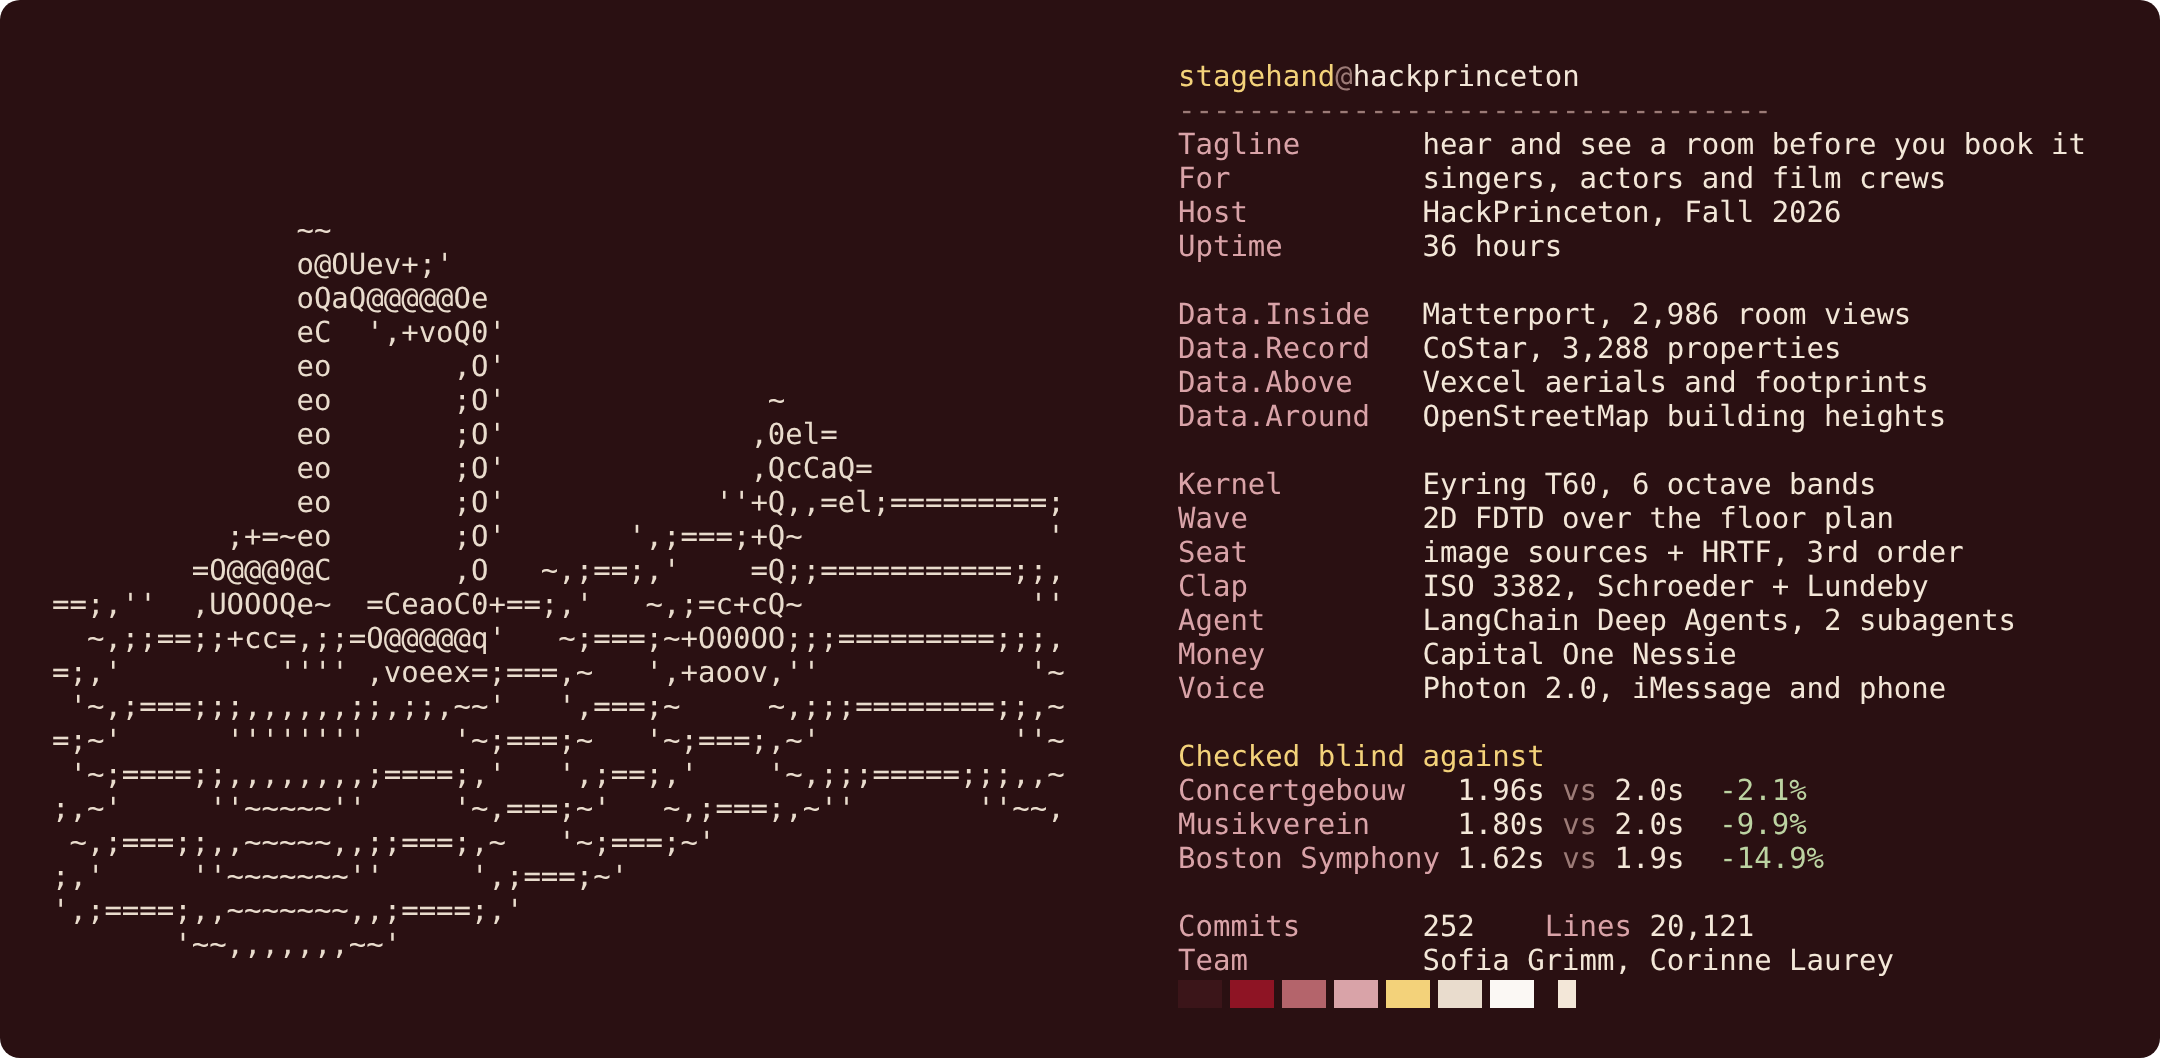 stagehand@hackprinceton
----------------------------------
Tagline hear and see a room before you book it
For singers, actors and film crews
Host HackPrinceton, Fall 2026
Uptime 36 hours
Data.Inside Matterport, 2,986 room views
Data.Record CoStar, 3,288 properties
Data.Above Vexcel aerials and footprints
Data.Around OpenStreetMap building heights
Kernel Eyring T60, 6 octave bands
Wave 2D FDTD over the floor plan
Seat image sources + HRTF, 3rd order
Clap ISO 3382, Schroeder + Lundeby
Agent LangChain Deep Agents, 2 subagents
Money Capital One Nessie
Voice Photon 2.0, iMessage and phone
Checked blind against
Concertgebouw 1.96s vs 2.0s -2.1%
Musikverein 1.80s vs 2.0s -9.9%
Boston Symphony 1.62s vs 1.9s -14.9%
Commits 252 Lines 20,121
Team Sofia Grimm, Corinne Laurey